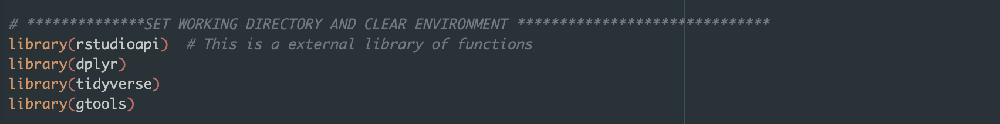 # **************SET WORKING DIRECTORY AND CLEAR ENVIRONMENT ******************************
library(rstudioapi)  # This is a external library of functions
library(dplyr)
library(tidyverse)
library(gtools)